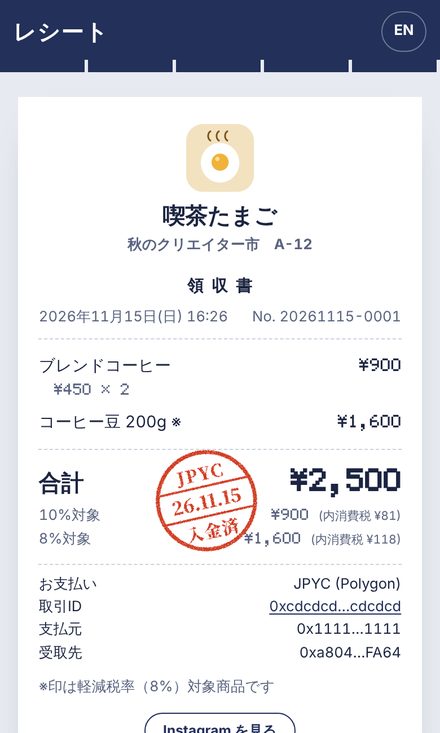 レシート
EN
喫茶たまご
秋のクリエイター市　A-12
領収書
2026年11月15日(日) 16:26　No. 20261115-0001
ブレンドコーヒー　¥900
¥450 × 2
コーヒー豆 200g ※　¥1,600
合計　¥2,500
JPYC
26.11.15
入金済
10%対象　¥900 (内消費税 ¥81)
8%対象　¥1,600 (内消費税 ¥118)
お支払い　JPYC (Polygon)
取引ID　0xcdcdcd…cdcdcd
支払元　0x1111…1111
受取先　0xa804…FA64
※印は軽減税率（8%）対象商品です
Instagram を見る